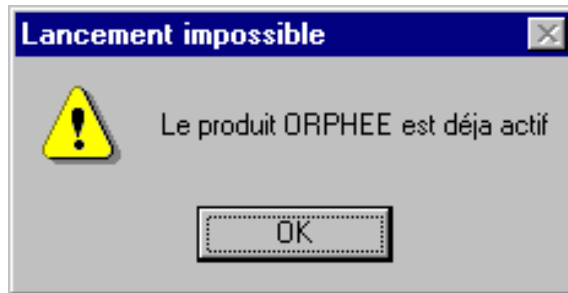 Lancement impossible
Le produit ORPHEE est déja actif
OK